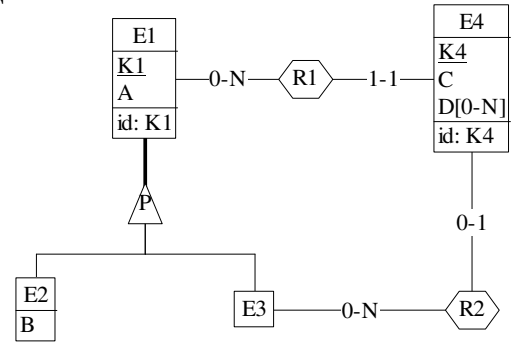 E1
K1
A
id: K1
0-N
R1
1-1
E4
K4
C
D[0-N]
id: K4
P
0-1
E2
B
E3
0-N
R2